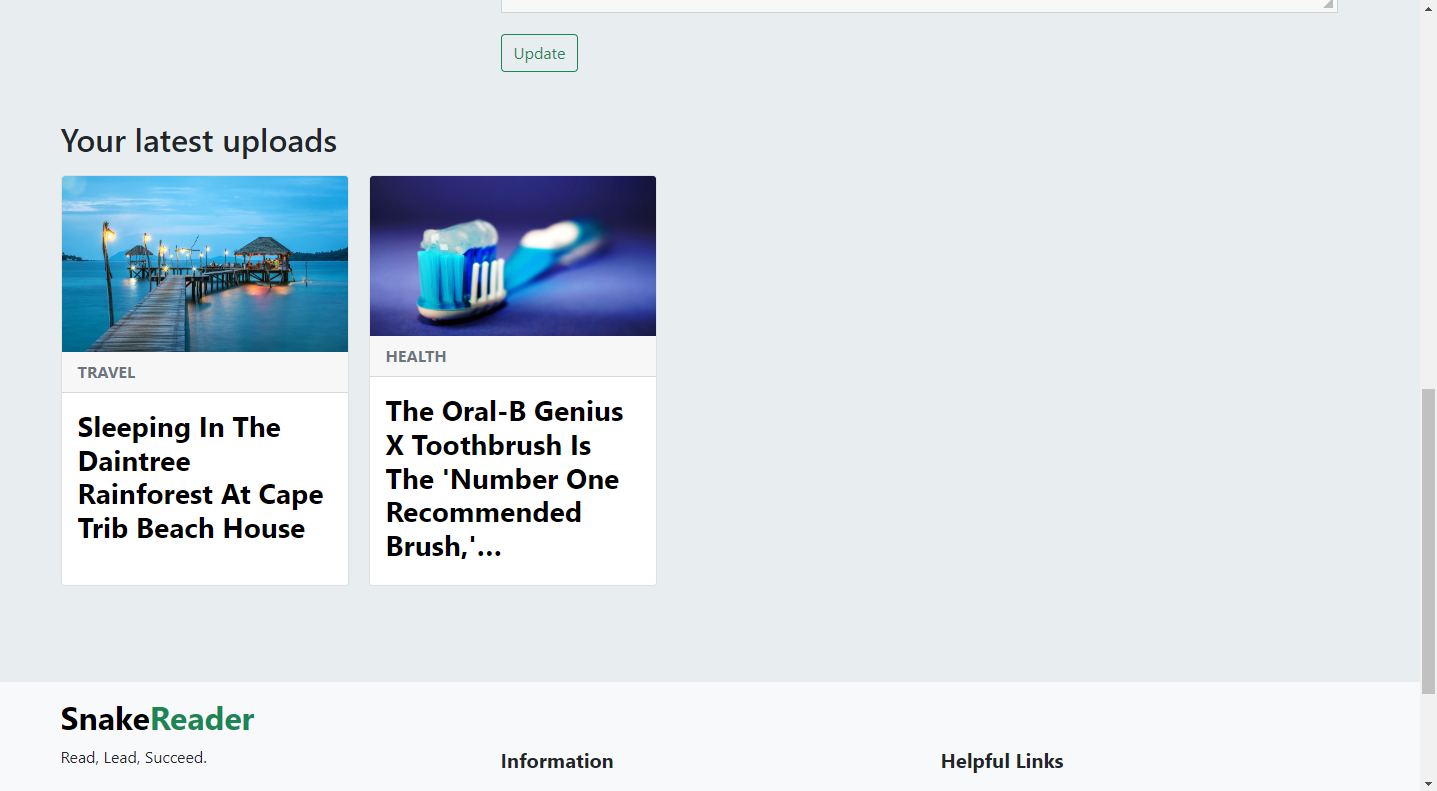 Update
Your latest uploads
TRAVEL
Sleeping In The
Daintree
Rainforest At Cape
Trib Beach House
HEALTH
The Oral-B Genius
X Toothbrush Is
The 'Number One
Recommended
Brush,'...
SnakeReader
Read, Lead, Succeed.
Information
Helpful Links